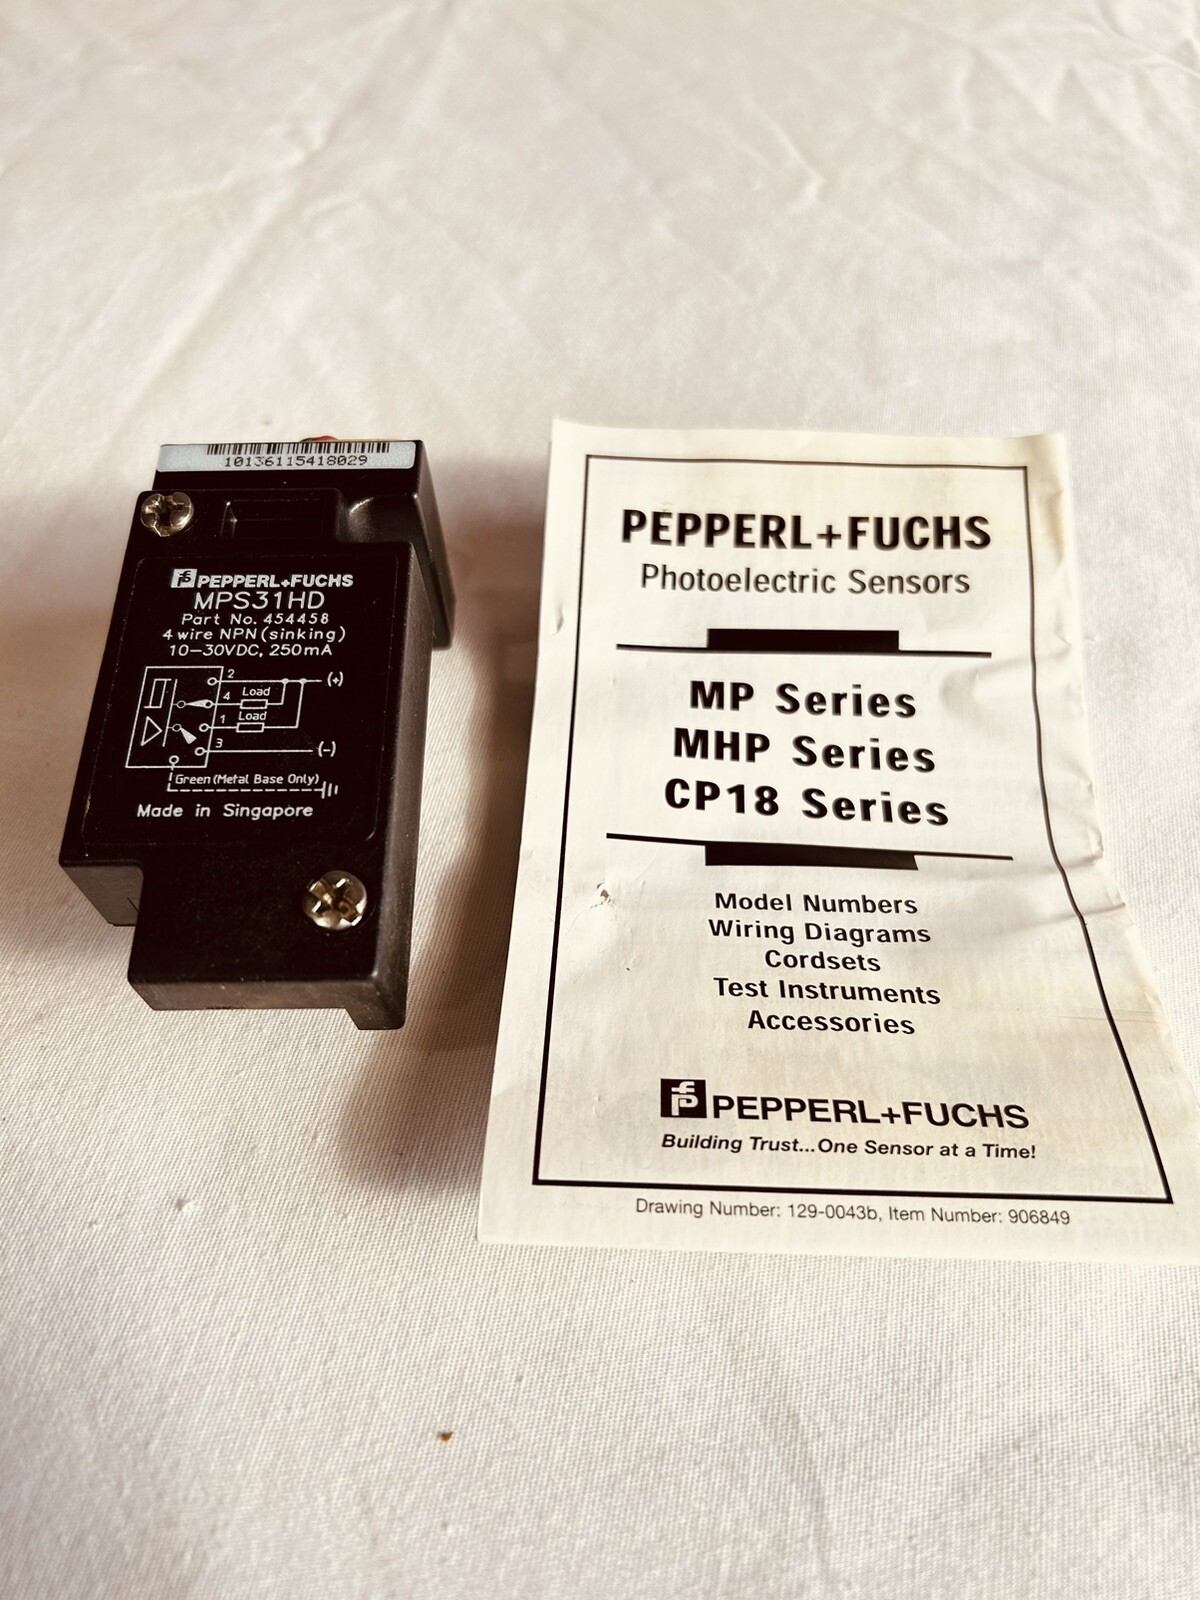 10136115418029
PEPPERL+FUCHS
MPS31HD
Part No. 454458
4 wire NPN (sinking)
10-30VDC, 250mA
2
(+)
4
Load
1
Load
3
(-)
Green (Metal Base Only)
Made in Singapore
PEPPERL+FUCHS
Photoelectric Sensors
MP Series
MHP Series
CP18 Series
Model Numbers
Wiring Diagrams
Cordsets
Test Instruments
Accessories
PEPPERL+FUCHS
Building Trust...One Sensor at a Time!
Drawing Number: 129-0043b, Item Number: 906849